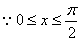 ∵ 0 ≤ x ≤ π/2